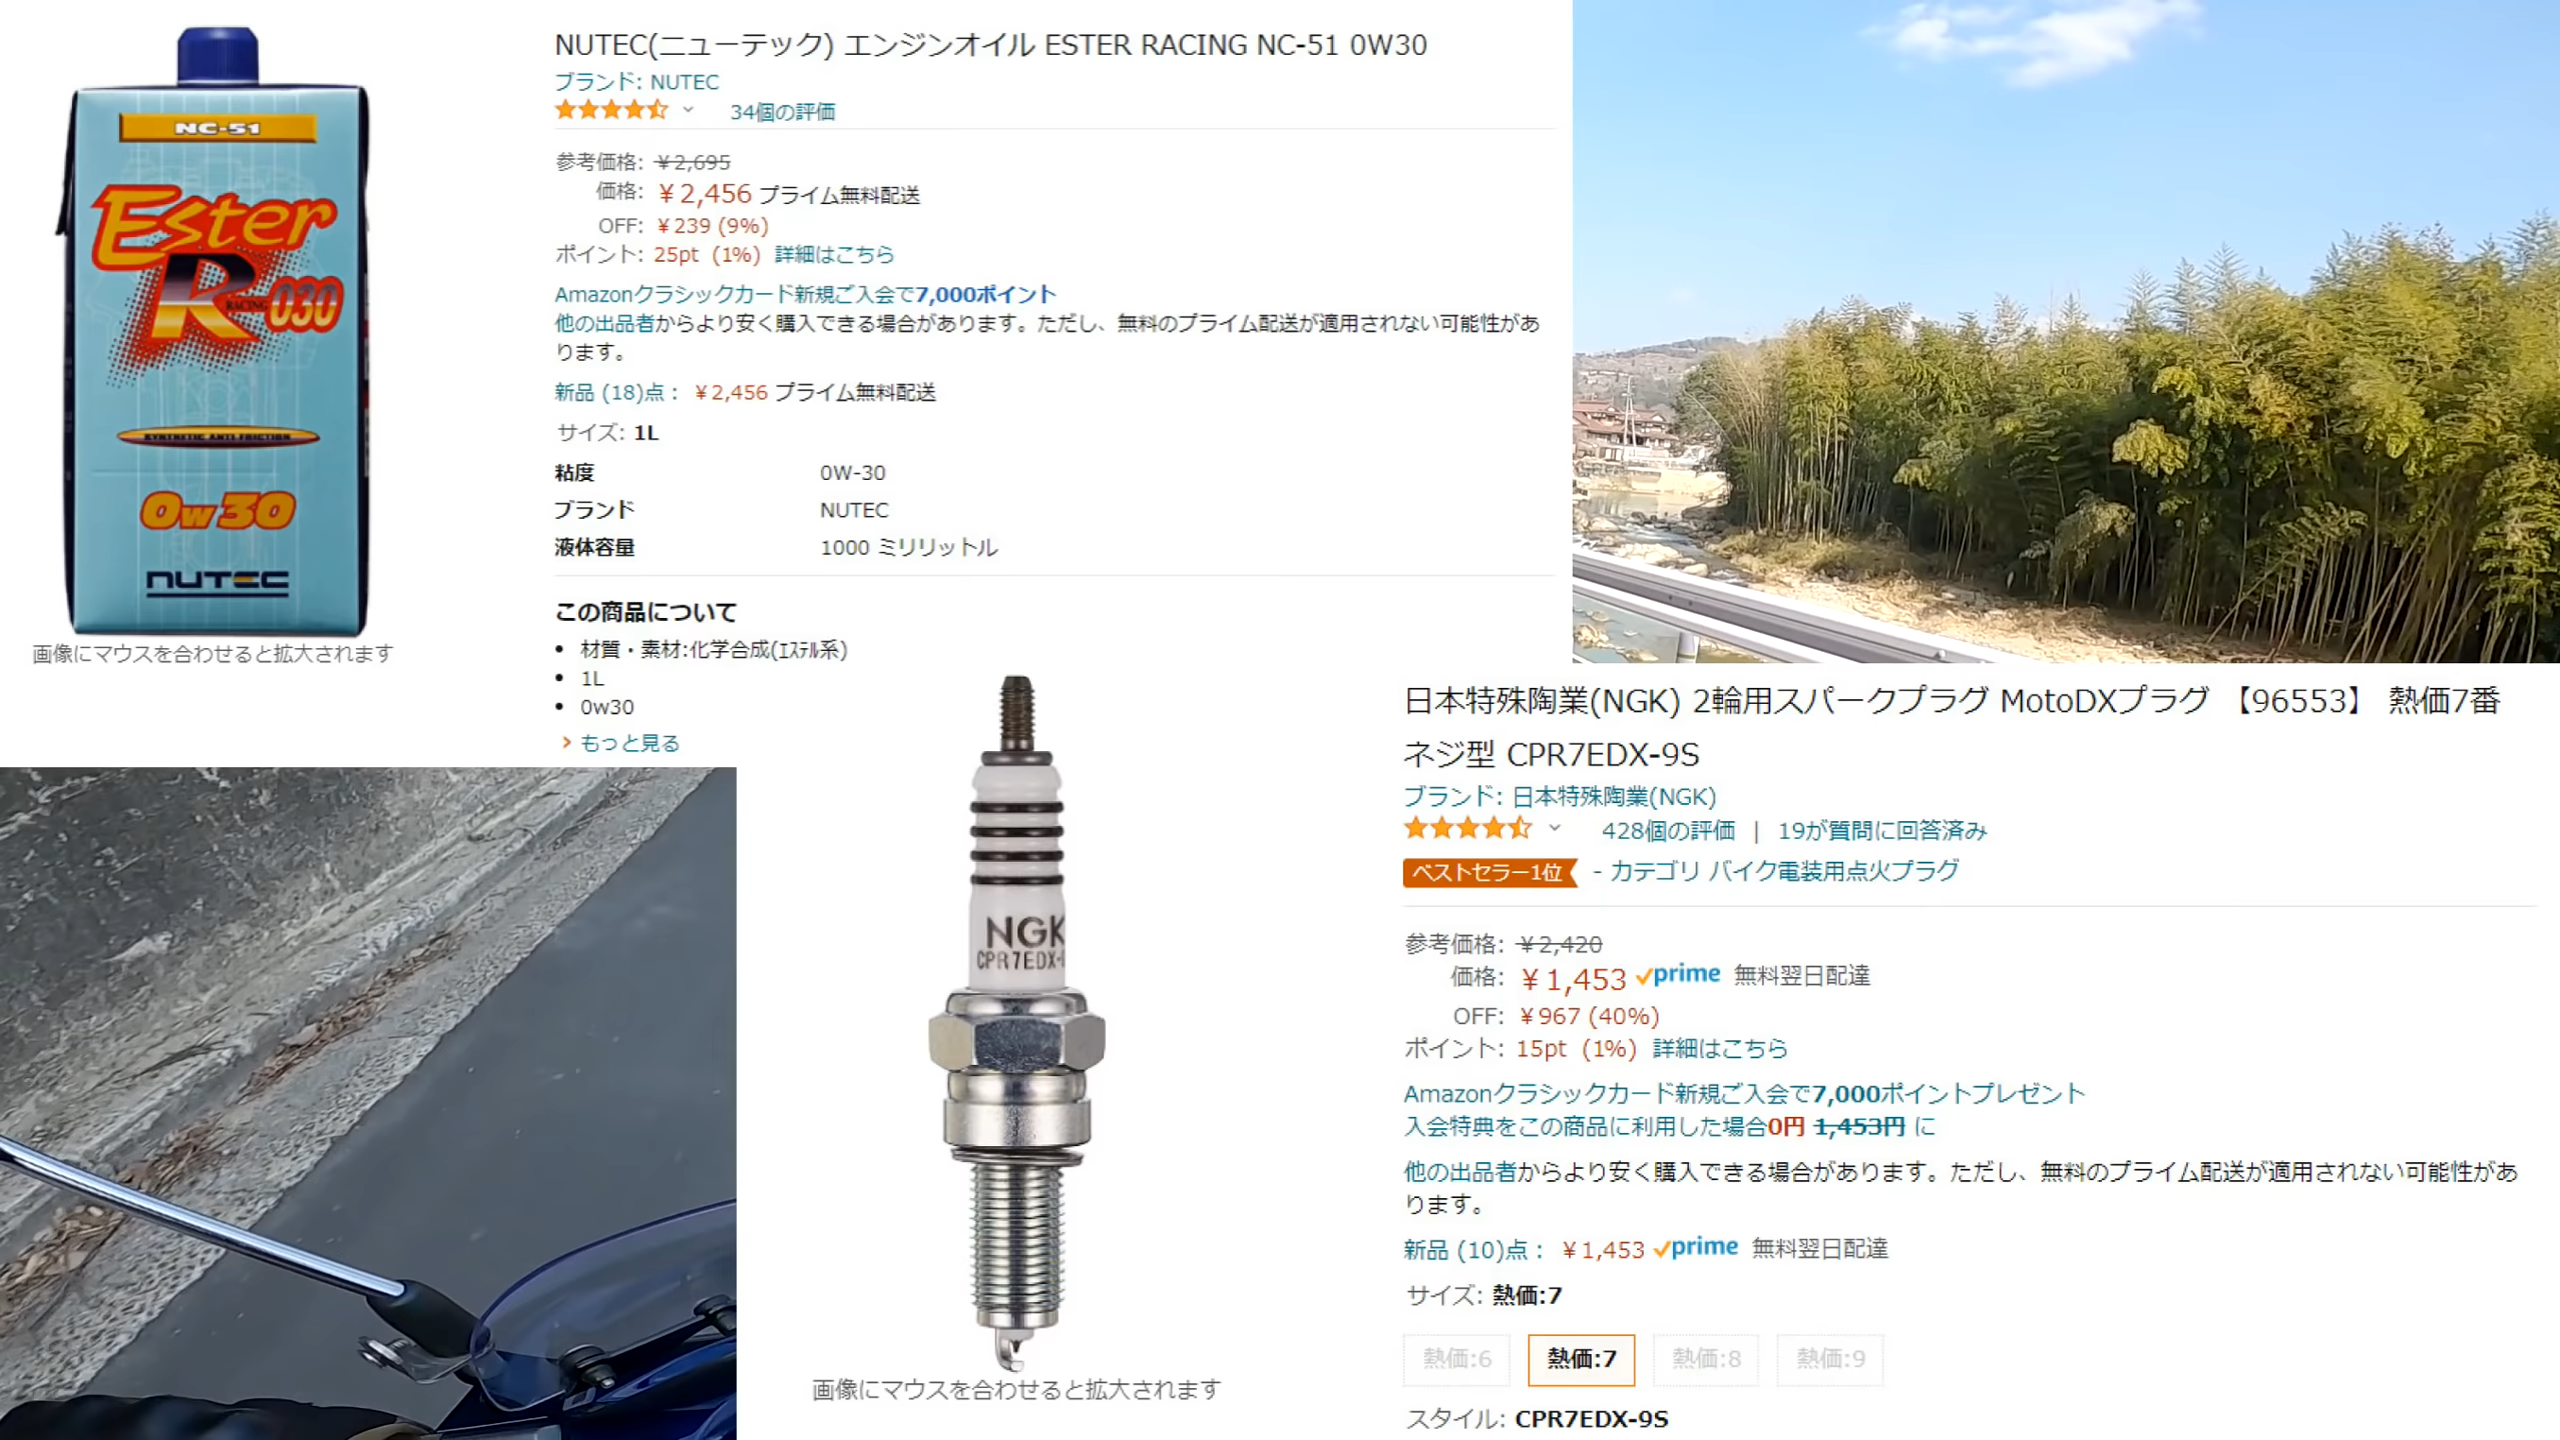 NC-51
Ester
R
RACING
-030
SYNTHETIC ANTI-FRICTION
0w30
NUTEC
画像にマウスを合わせると拡大されます
NUTEC(ニューテック) エンジンオイル ESTER RACING NC-51 0W30
ブランド: NUTEC
34個の評価
参考価格: ￥2,695
価格: ￥2,456 プライム無料配送
OFF: ￥239 (9%)
ポイント: 25pt (1%) 詳細はこちら
Amazonクラシックカード新規ご入会で7,000ポイント
他の出品者からより安く購入できる場合があります。ただし、無料のプライム配送が適用されない可能性があ
ります。
新品 (18)点： ￥2,456 プライム無料配送
サイズ: 1L
粘度 0W-30
ブランド NUTEC
液体容量 1000 ミリリットル
この商品について
• 材質・素材:化学合成(ｴｽﾃﾙ系)
• 1L
• 0w30
› もっと見る
NGK
CPR7EDX-
画像にマウスを合わせると拡大されます
日本特殊陶業(NGK) 2輪用スパークプラグ MotoDXプラグ 【96553】 熱価7番
ネジ型 CPR7EDX-9S
ブランド: 日本特殊陶業(NGK)
428個の評価 | 19が質問に回答済み
ベストセラー1位 - カテゴリ バイク電装用点火プラグ
参考価格: ￥2,420
価格: ￥1,453 prime 無料翌日配達
OFF: ￥967 (40%)
ポイント: 15pt (1%) 詳細はこちら
Amazonクラシックカード新規ご入会で7,000ポイントプレゼント
入会特典をこの商品に利用した場合0円 1,453円 に
他の出品者からより安く購入できる場合があります。ただし、無料のプライム配送が適用されない可能性があ
ります。
新品 (10)点： ￥1,453 prime 無料翌日配達
サイズ: 熱価:7
熱価:6 熱価:7 熱価:8 熱価:9
スタイル: CPR7EDX-9S